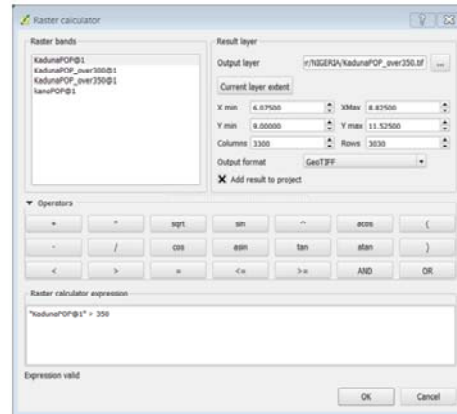 Raster calculator
Raster bands
KadunaPOP@1
KadunaPOP_over300@1
KadunaPOP_over350@1
kanoPOP@1
Result layer
Output layer r/NIGERIA/KadunaPOP_over350.tif ...
Current layer extent
X min 6.07500 XMax 8.82500
Y min 9.00000 Y max 11.52500
Columns 3300 Rows 3030
Output format GeoTIFF
Add result to project
Operators
+ * sqrt sin ^ acos (
- / cos asin tan atan )
< > = <= >= AND OR
Raster calculator expression
"KadunaPOP@1" > 350
Expression valid
OK Cancel